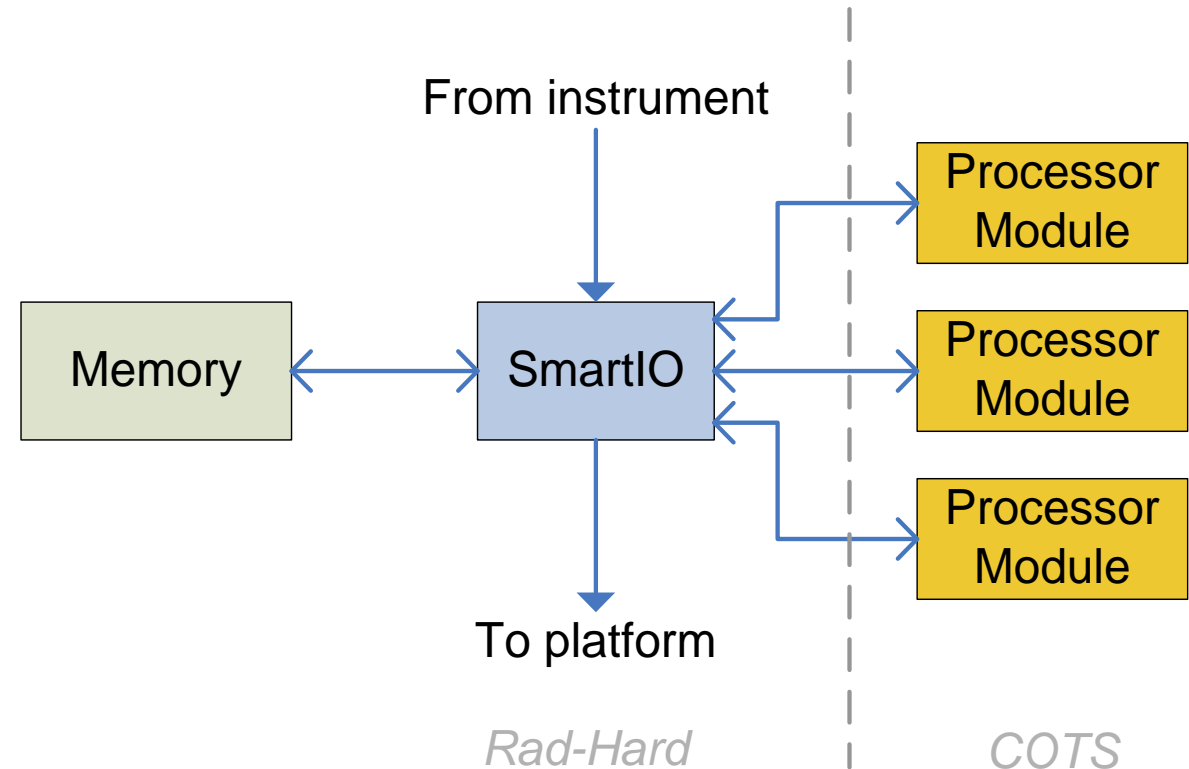 From instrument
Processor
Module
Memory
SmartIO
Processor
Module
Processor
Module
To platform
Rad-Hard
COTS